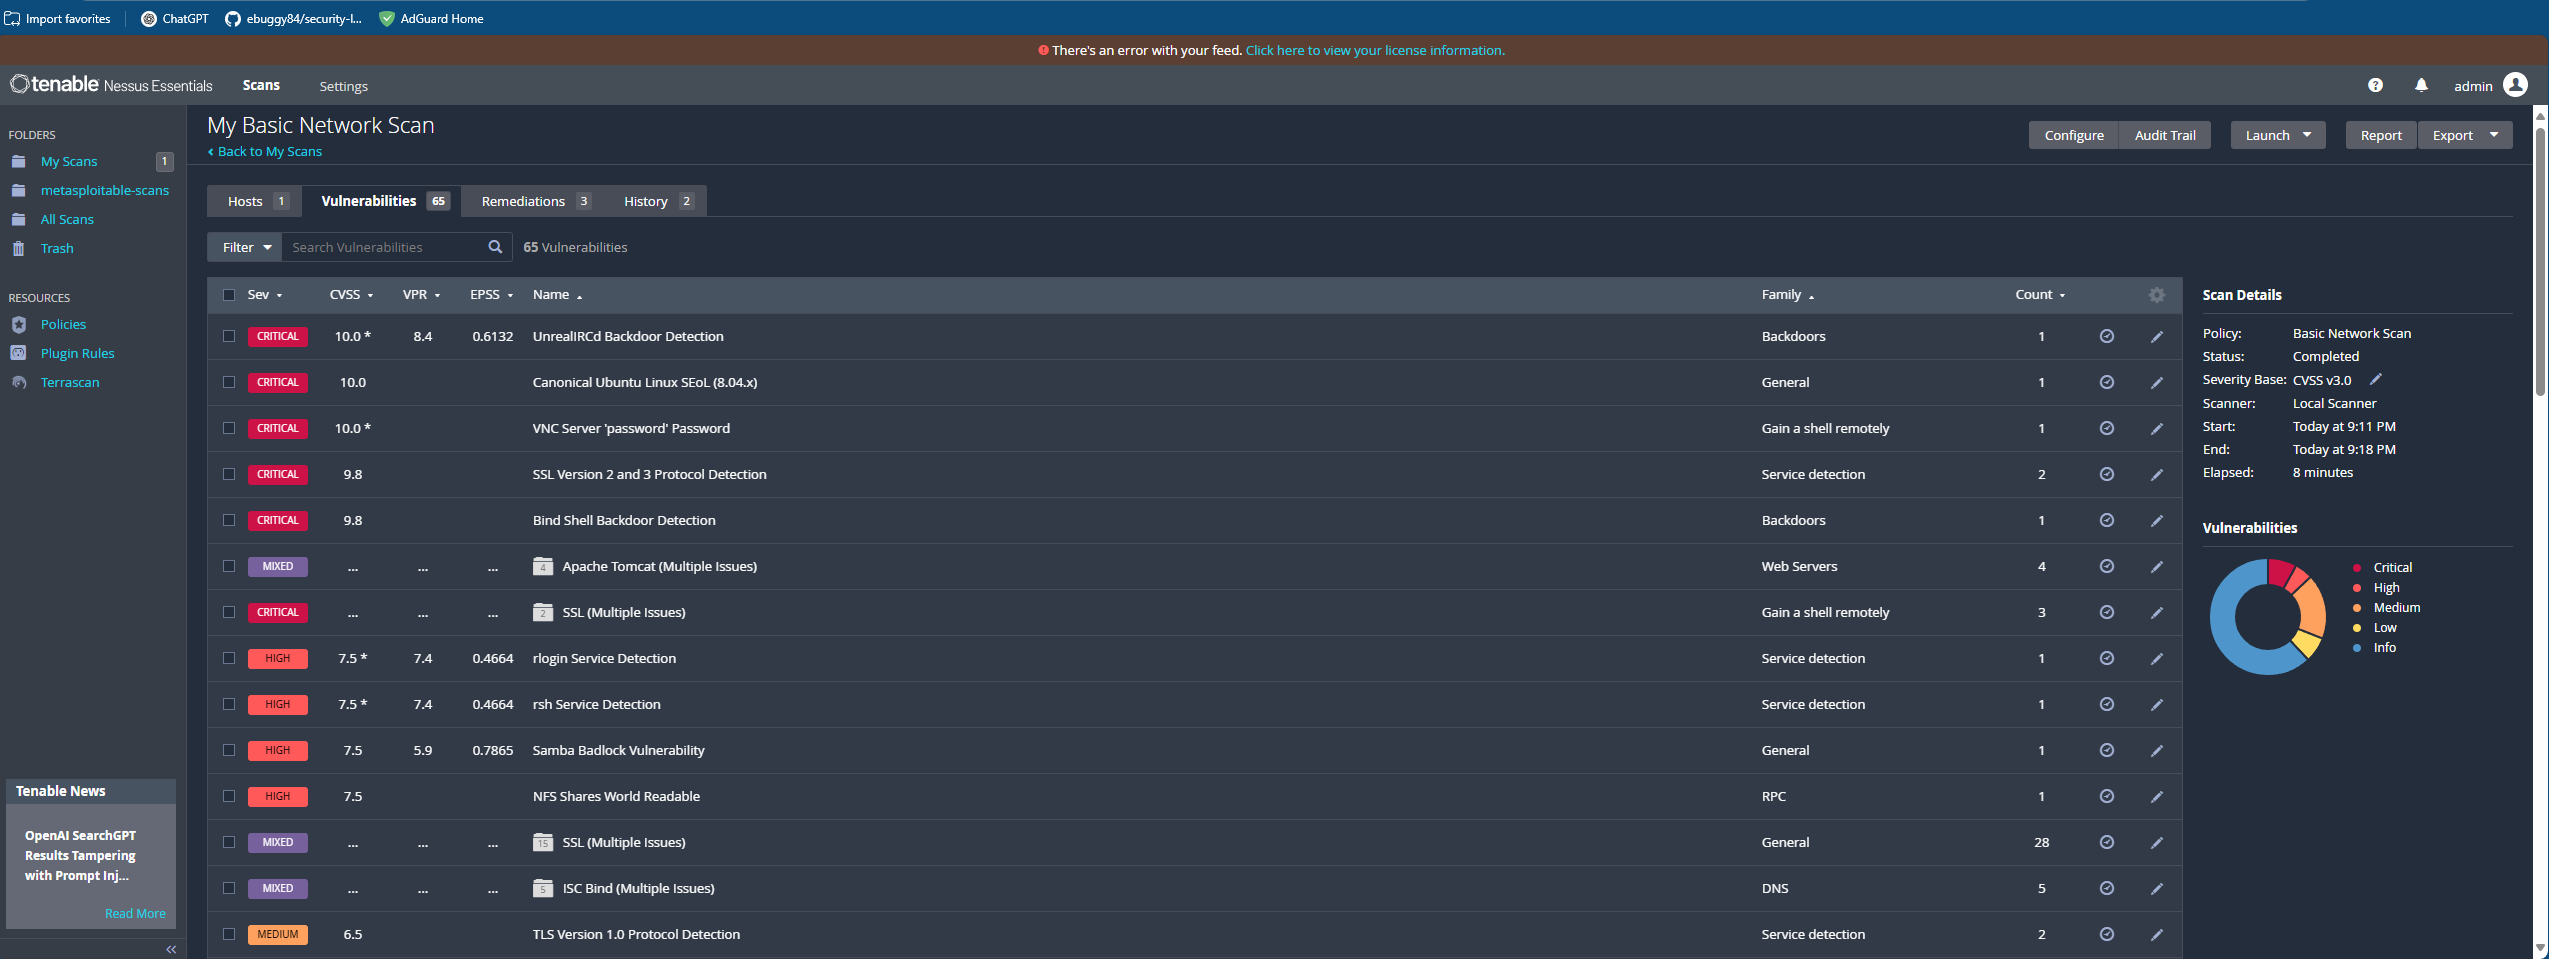 Import favorites
ChatGPT
ebuggy84/security-l...
AdGuard Home
There's an error with your feed. Click here to view your license information.
tenable Nessus Essentials
Scans
Settings
admin
FOLDERS
My Scans 1
metasploitable-scans
All Scans
Trash
RESOURCES
Policies
Plugin Rules
Terrascan
Tenable News
OpenAI SearchGPT
Results Tampering
with Prompt Inj...
Read More
My Basic Network Scan
Back to My Scans
Configure
Audit Trail
Launch
Report
Export
Hosts 1
Vulnerabilities 65
Remediations 3
History 2
Filter
Search Vulnerabilities
65 Vulnerabilities
Sev CVSS VPR EPSS Name Family Count
CRITICAL 10.0 * 8.4 0.6132 UnrealIRCd Backdoor Detection Backdoors 1
CRITICAL 10.0 Canonical Ubuntu Linux SEoL (8.04.x) General 1
CRITICAL 10.0 * VNC Server 'password' Password Gain a shell remotely 1
CRITICAL 9.8 SSL Version 2 and 3 Protocol Detection Service detection 2
CRITICAL 9.8 Bind Shell Backdoor Detection Backdoors 1
MIXED ... ... ... 4 Apache Tomcat (Multiple Issues) Web Servers 4
CRITICAL ... ... ... 2 SSL (Multiple Issues) Gain a shell remotely 3
HIGH 7.5 * 7.4 0.4664 rlogin Service Detection Service detection 1
HIGH 7.5 * 7.4 0.4664 rsh Service Detection Service detection 1
HIGH 7.5 5.9 0.7865 Samba Badlock Vulnerability General 1
HIGH 7.5 NFS Shares World Readable RPC 1
MIXED ... ... ... 15 SSL (Multiple Issues) General 28
MIXED ... ... ... 5 ISC Bind (Multiple Issues) DNS 5
MEDIUM 6.5 TLS Version 1.0 Protocol Detection Service detection 2
Scan Details
Policy: Basic Network Scan
Status: Completed
Severity Base: CVSS v3.0
Scanner: Local Scanner
Start: Today at 9:11 PM
End: Today at 9:18 PM
Elapsed: 8 minutes
Vulnerabilities
Critical
High
Medium
Low
Info